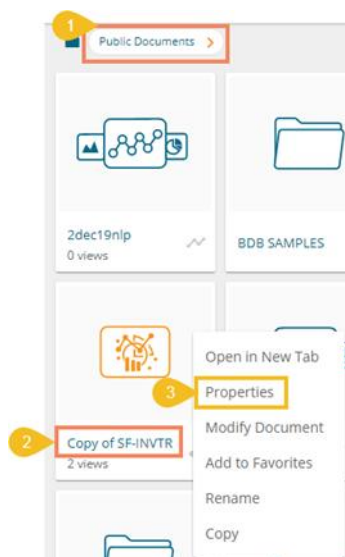 1
Public Documents >
2dec19nlp
0 views
BDB SAMPLES
Open in New Tab
3
Properties
Modify Document
2
Copy of SF-INVTR
2 views
Add to Favorites
Rename
Copy